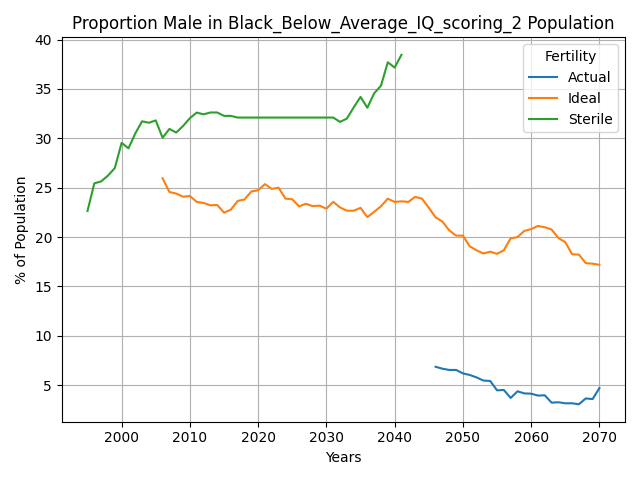 Proportion Male in Black_Below_Average_IQ_scoring_2 Population
% of Population
40
35
30
25
20
15
10
5
Fertility
Actual
Ideal
Sterile
2000 2010 2020 2030 2040 2050 2060 2070
Years